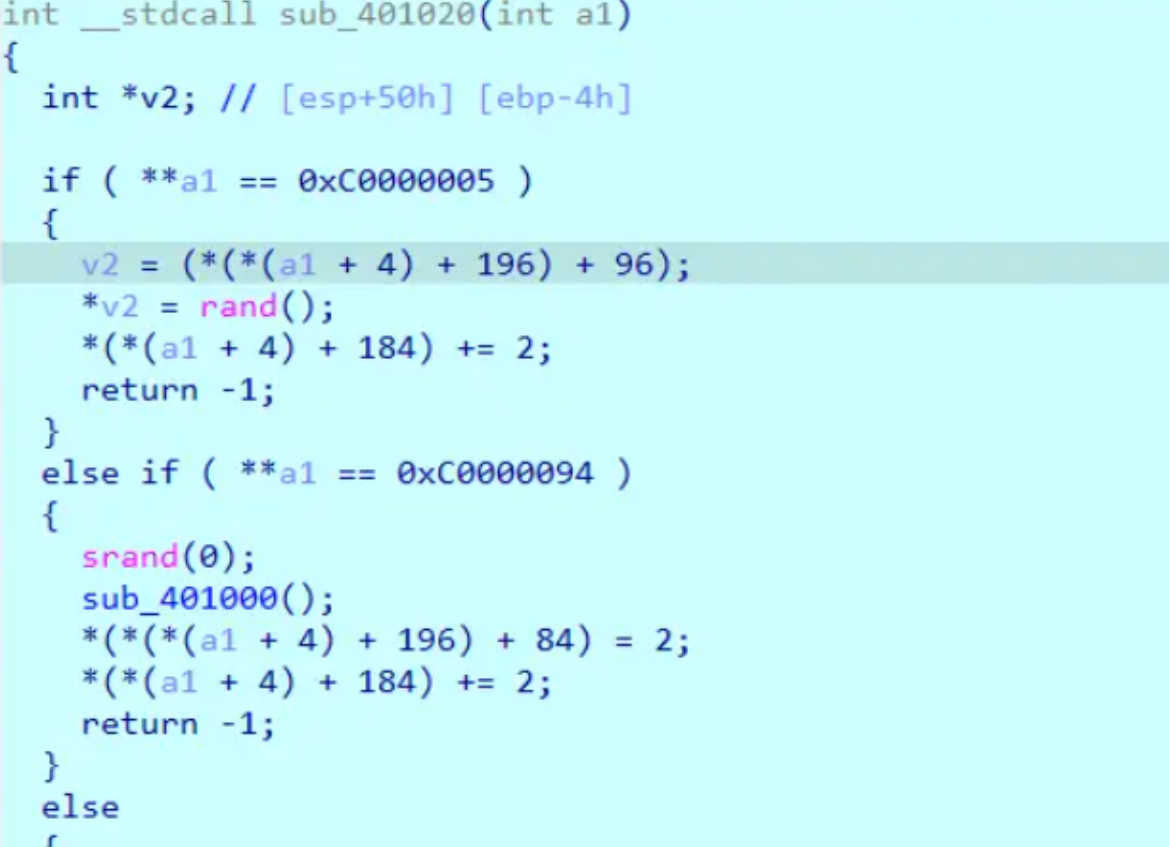 int __stdcall sub_401020(int a1)
{
int *v2; // [esp+50h] [ebp-4h]
if ( **a1 == 0xC0000005 )
{
v2 = (*(*(a1 + 4) + 196) + 96);
*v2 = rand();
*(*(a1 + 4) + 184) += 2;
return -1;
}
else if ( **a1 == 0xC0000094 )
{
srand(0);
sub_401000();
*(*(*(a1 + 4) + 196) + 84) = 2;
*(*(a1 + 4) + 184) += 2;
return -1;
}
else
{